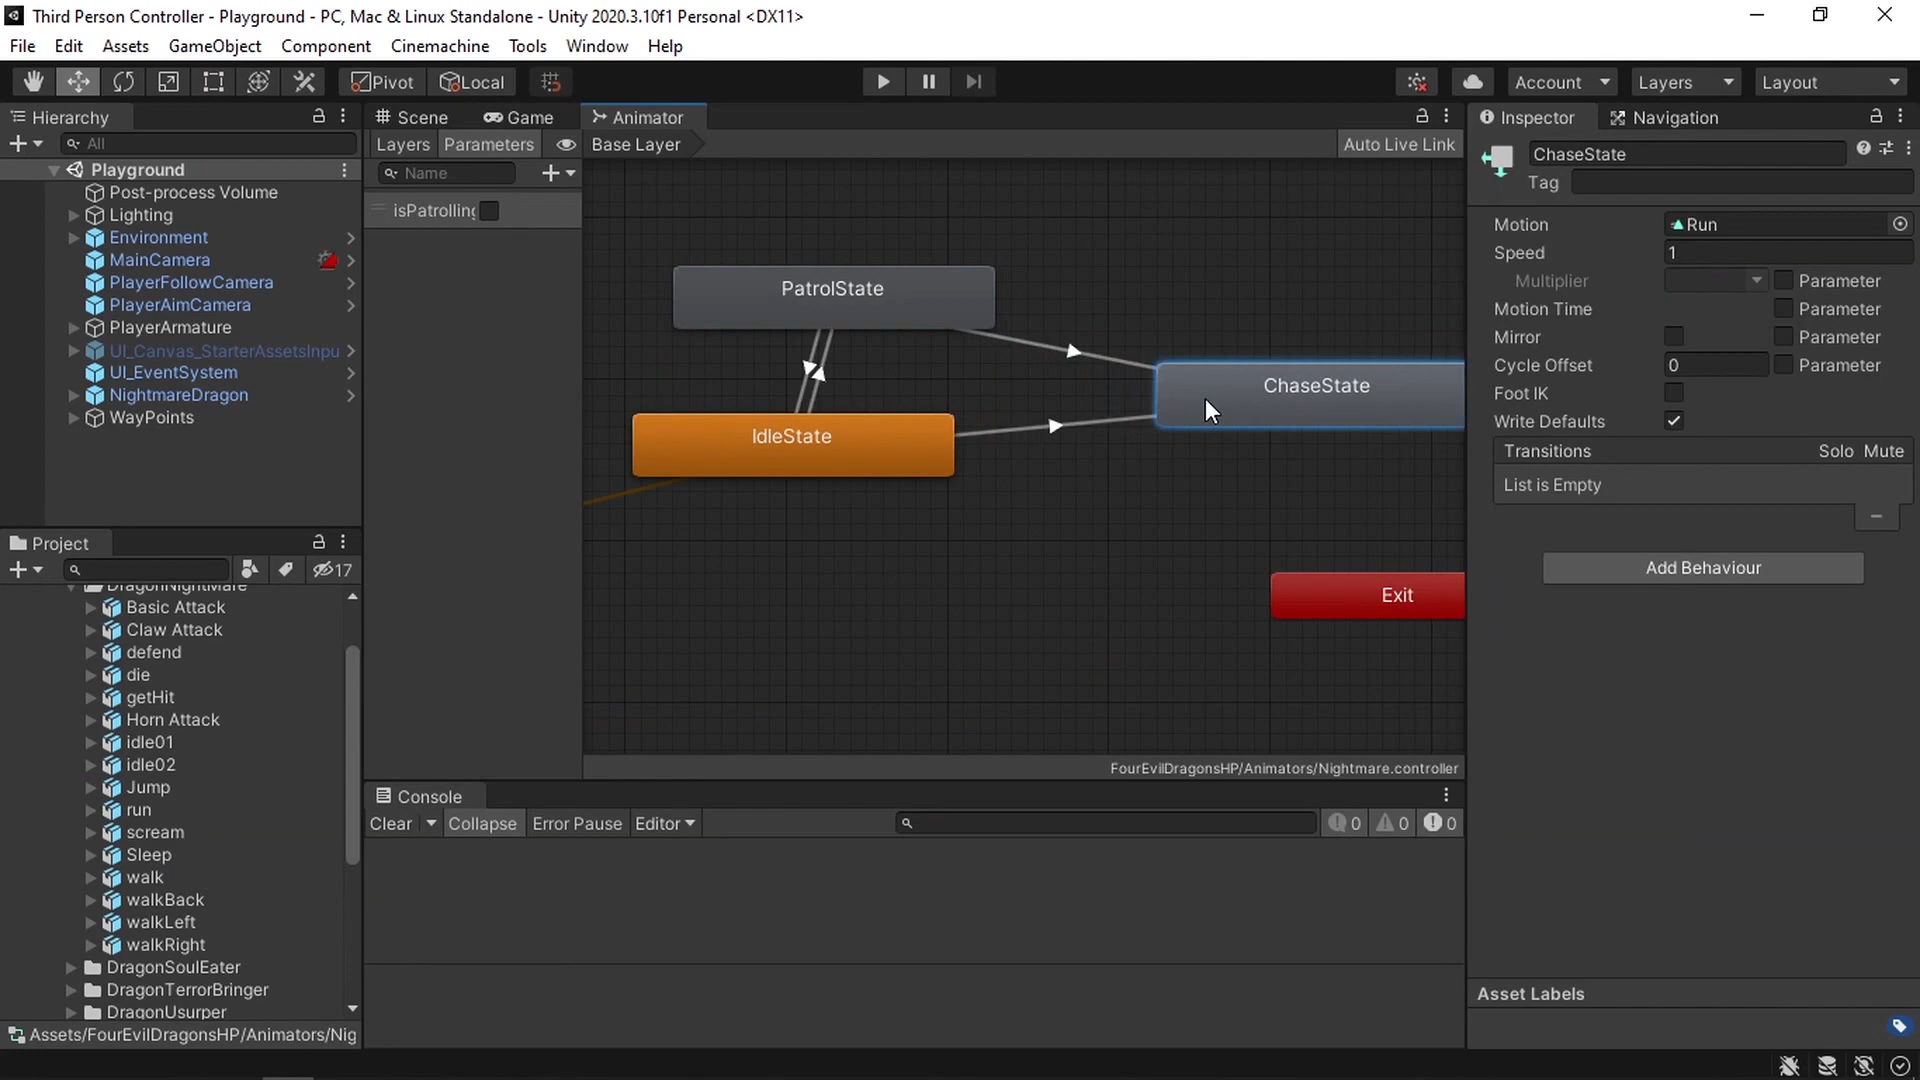 Third Person Controller - Playground - PC, Mac & Linux Standalone - Unity 2020.3.10f1 Personal <DX11>
File Edit Assets GameObject Component Cinemachine Tools Window Help
Pivot Local Account Layers Layout
Hierarchy
All
Playground
Post-process Volume
Lighting
Environment
MainCamera
PlayerFollowCamera
PlayerAimCamera
PlayerArmature
UI_Canvas_StarterAssetsInpu
UI_EventSystem
NightmareDragon
WayPoints
Project
17
DragonNightMare
Basic Attack
Claw Attack
defend
die
getHit
Horn Attack
idle01
idle02
Jump
run
scream
Sleep
walk
walkBack
walkLeft
walkRight
DragonSoulEater
DragonTerrorBringer
DragonUsurper
Assets/FourEvilDragonsHP/Animators/Nig
Scene Game Animator
Layers Parameters Base Layer Auto Live Link
Name
isPatrolling
PatrolState
ChaseState
IdleState
Exit
FourEvilDragonsHP/Animators/Nightmare.controller
Console
Clear Collapse Error Pause Editor 0 0 0
Inspector Navigation
ChaseState
Tag
Motion Run
Speed 1
Multiplier Parameter
Motion Time Parameter
Mirror Parameter
Cycle Offset 0 Parameter
Foot IK
Write Defaults
Transitions Solo Mute
List is Empty
Add Behaviour
Asset Labels